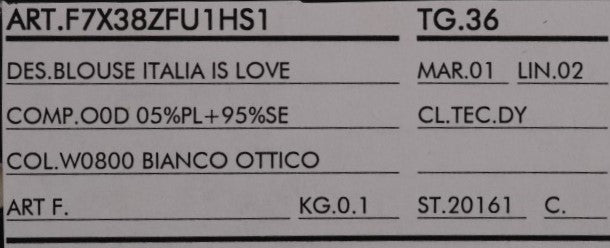 ART.F7X38ZFU1HS1 TG.36
DES.BLOUSE ITALIA IS LOVE MAR.01 LIN.02
COMP.O0D 05%PL+95%SE CL.TEC.DY
COL.W0800 BIANCO OTTICO
ART F. KG.0.1 ST.20161 C.